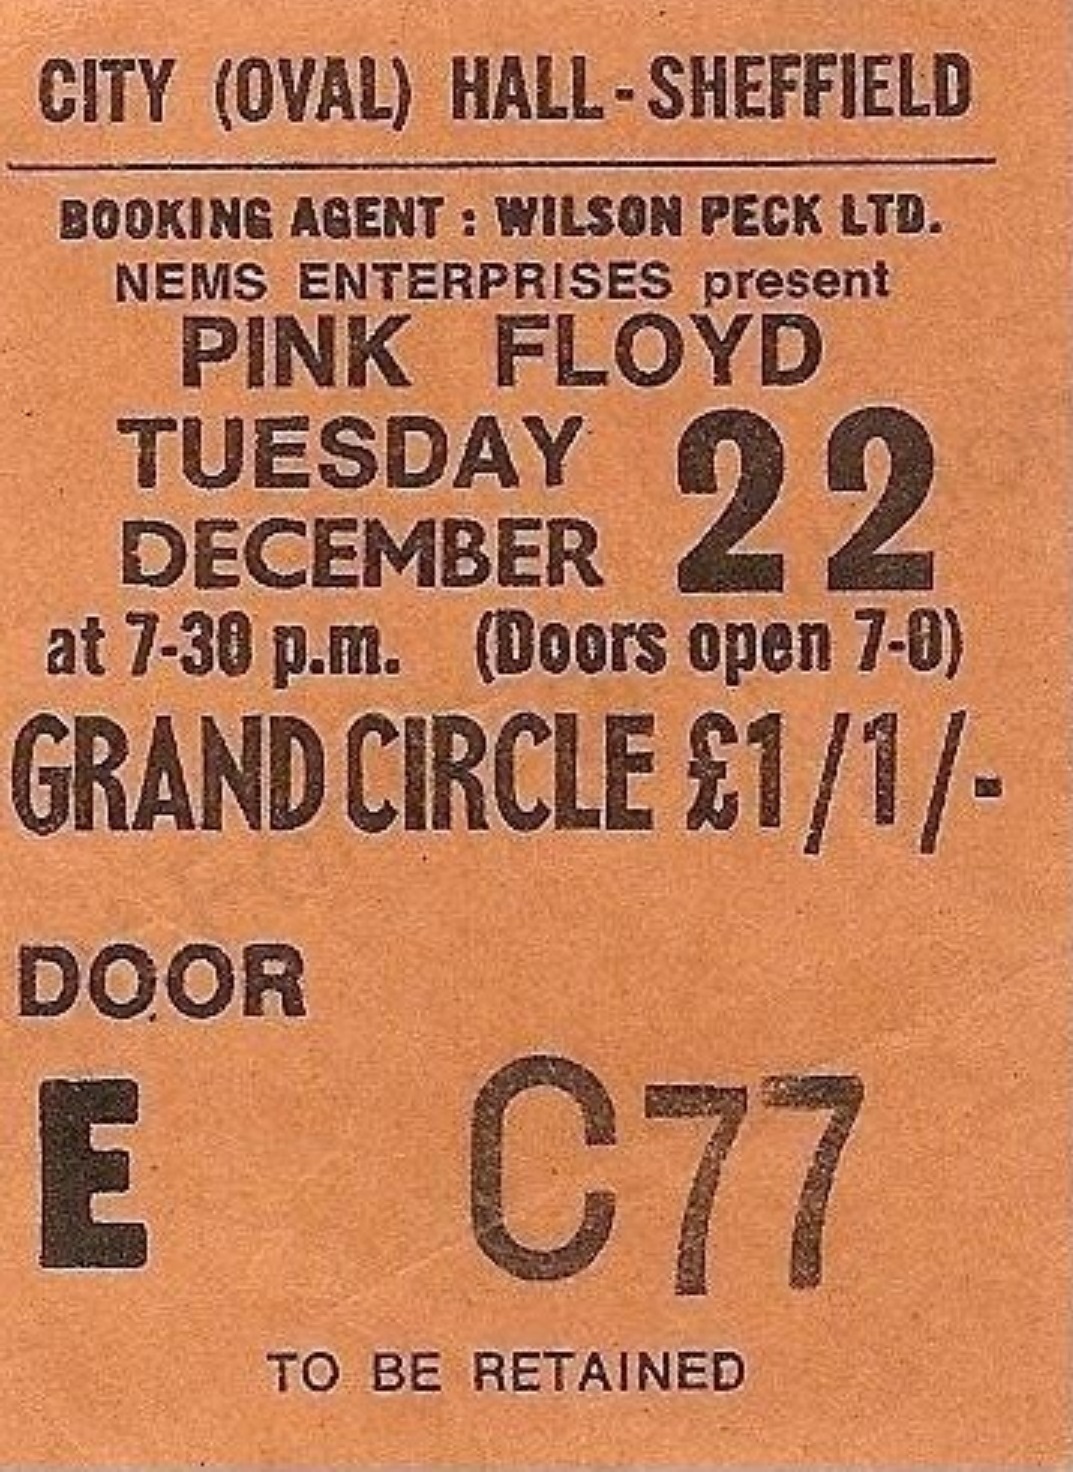 CITY (OVAL) HALL - SHEFFIELD
BOOKING AGENT : WILSON PECK LTD.
NEMS ENTERPRISES present
PINK FLOYD
TUESDAY 22
DECEMBER
at 7-30 p.m. (Doors open 7-0)
GRAND CIRCLE £1/1/-
DOOR
E C77
TO BE RETAINED